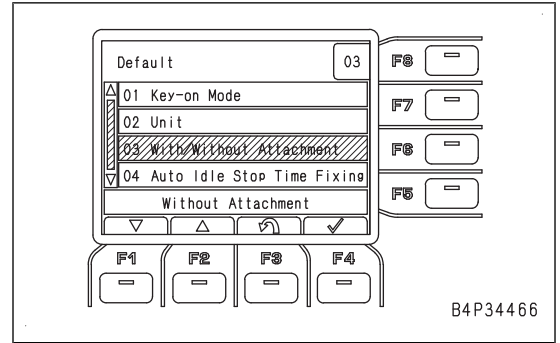 Default 03
01 Key-on Mode
02 Unit
03 With/Without Attachment
04 Auto Idle Stop Time Fixing
Without Attachment
F8
F7
F6
F5
F1 F2 F3 F4
B4P34466